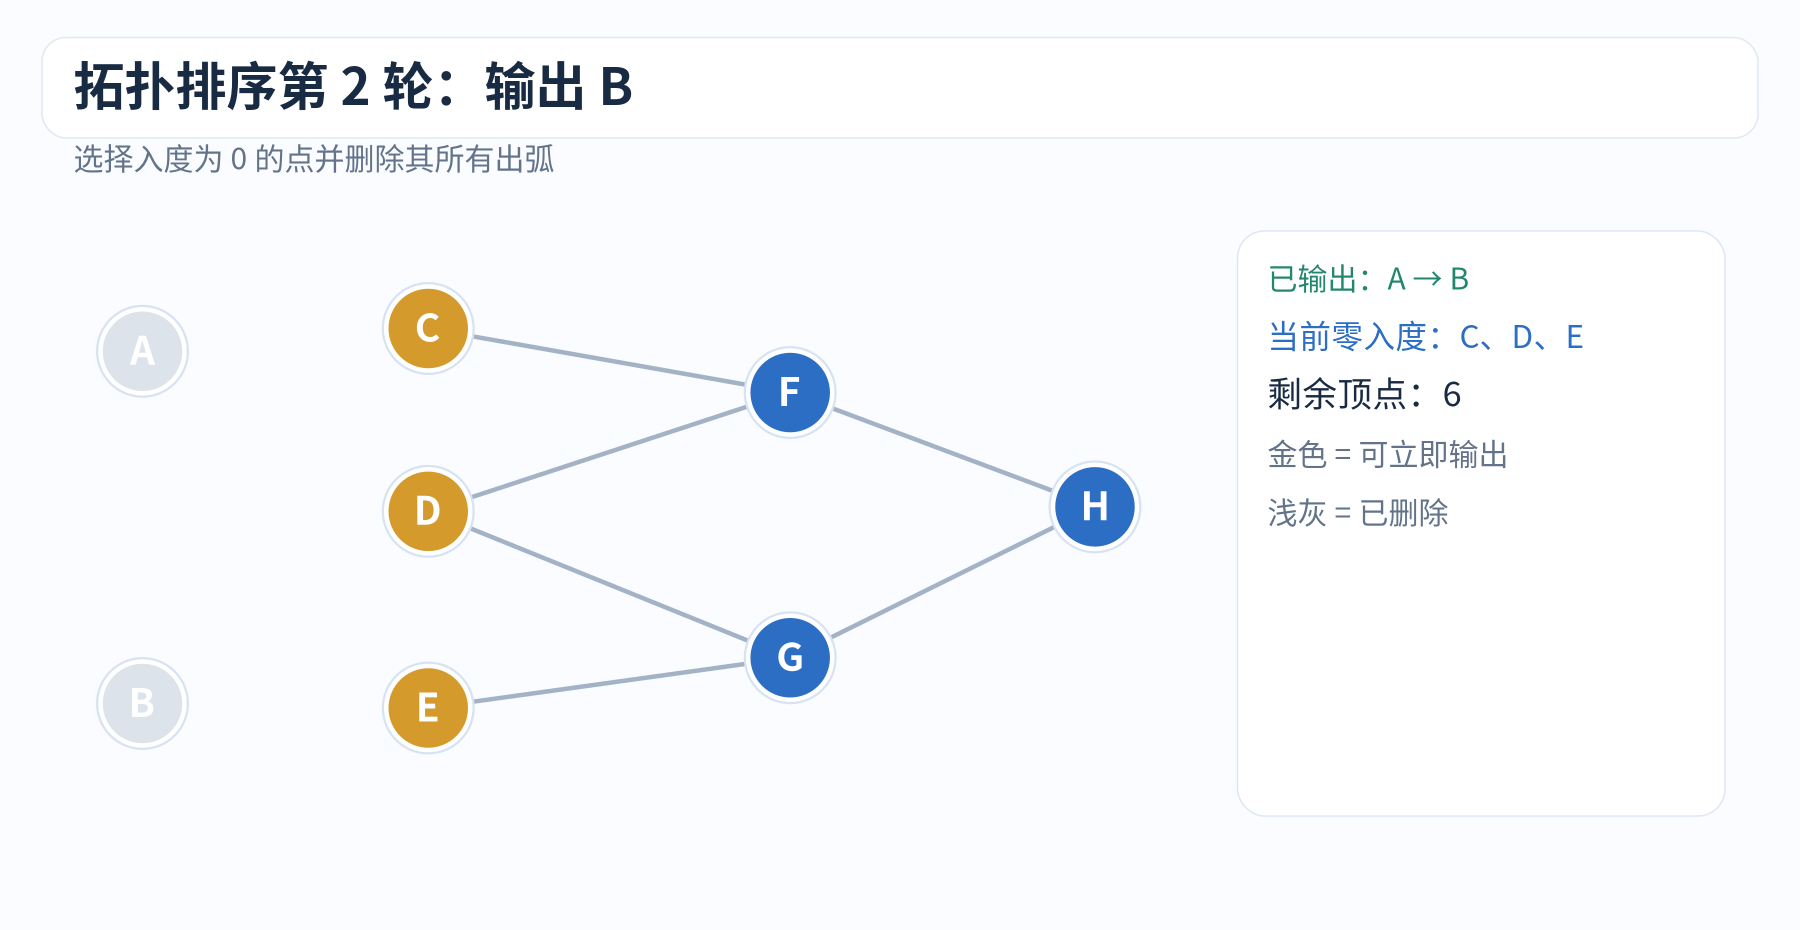 拓扑排序第 2 轮：输出 B
选择入度为 0 的点并删除其所有出弧
A
B
C
D
E
F
G
H
已输出：A → B
当前零入度：C、D、E
剩余顶点：6
金色 = 可立即输出
浅灰 = 已删除